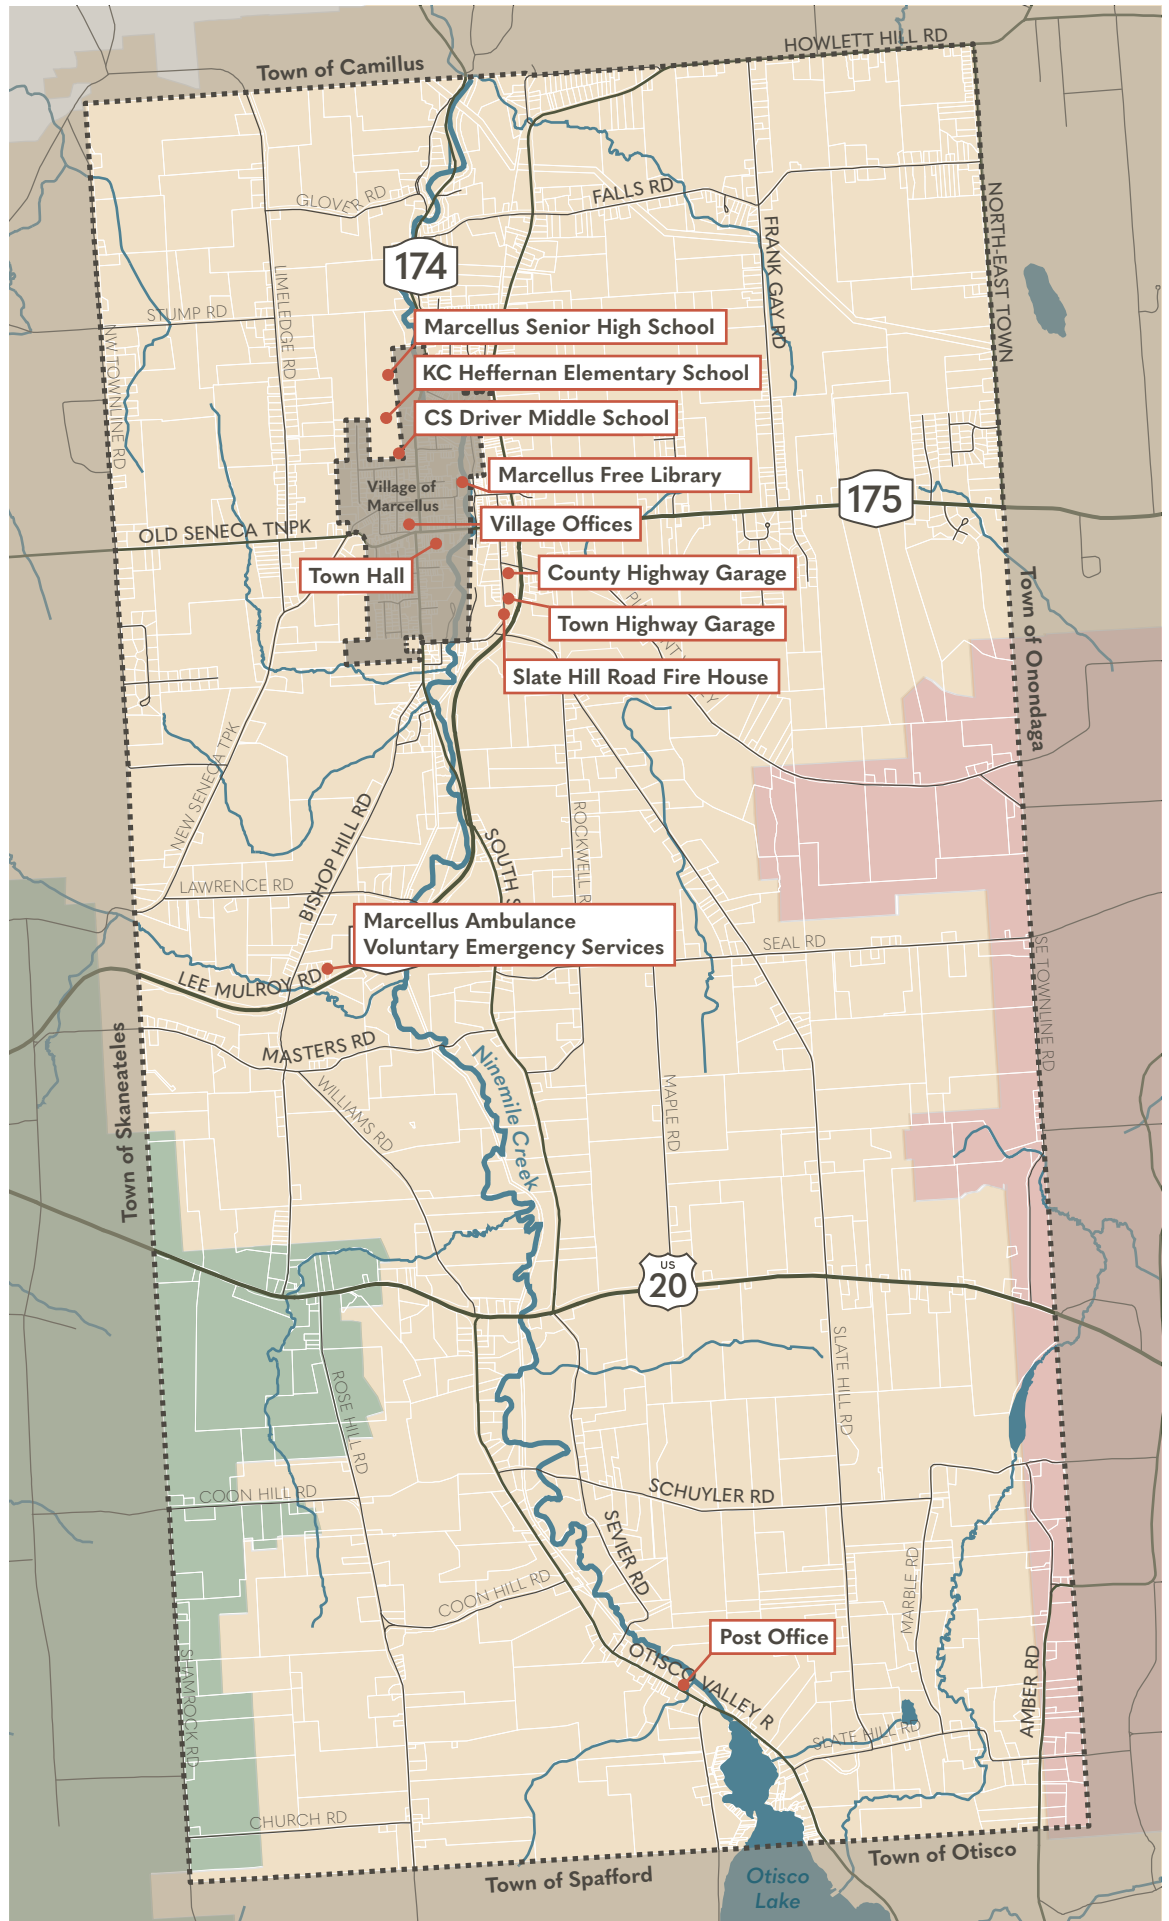 HOWLETT HILL RD
Town of Camillus
GLOVER RD
FALLS RD
NORTH-EAST TOWN
FRANK GAY RD
174
LIMELEDGE RD
STUMP RD
NW TOWNLINE RD
Marcellus Senior High School
KC Heffernan Elementary School
CS Driver Middle School
Marcellus Free Library
Village of
Marcellus
175
OLD SENECA TNPK
Village Offices
Town Hall
County Highway Garage
Town Highway Garage
Slate Hill Road Fire House
Town of Onondaga
NEW SENECA TPK
BISHOP HILL RD
ROCKWELL R
SOUTH S
LAWRENCE RD
Marcellus Ambulance
Voluntary Emergency Services
SEAL RD
SE TOWNLINE RD
LEE MULROY RD
MASTERS RD
Town of Skaneateles
WILLIAMS RD
Ninemile Creek
MAPLE RD
US
20
SLATE HILL RD
ROSE HILL RD
COON HILL RD
SCHUYLER RD
SEVIER RD
MARBLE RD
COON HILL RD
Post Office
OTISCO VALLEY R
SHAMROCK RD
AMBER RD
SLATE HILL RD
CHURCH RD
Town of Otisco
Town of Spafford
Otisco
Lake